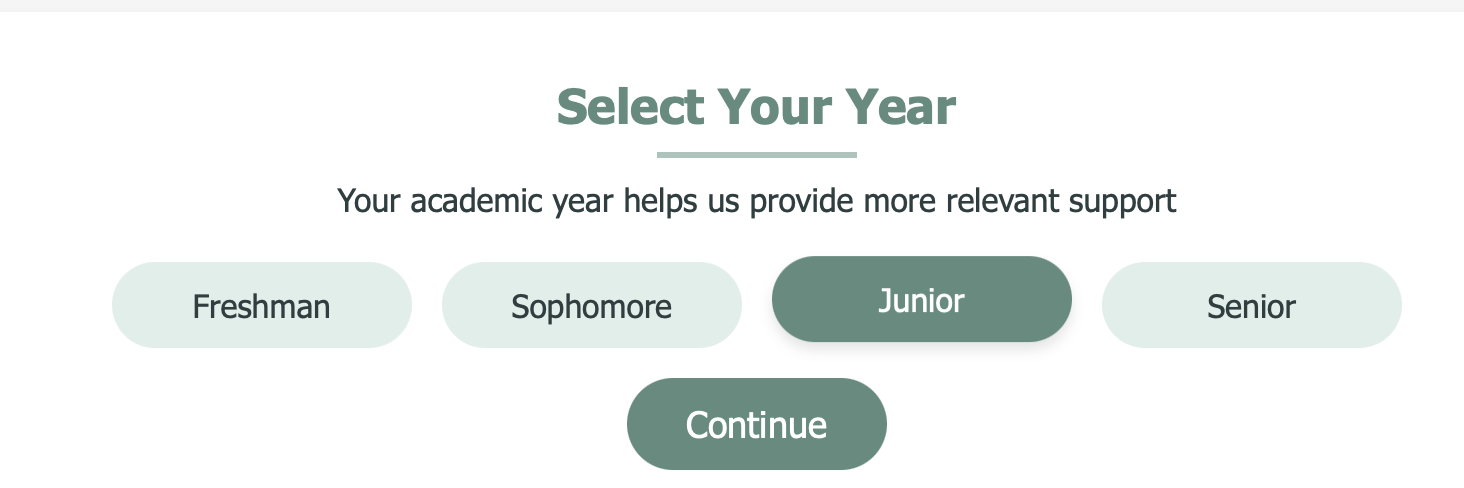 Select Your Year
Your academic year helps us provide more relevant support
Freshman
Sophomore
Junior
Senior
Continue